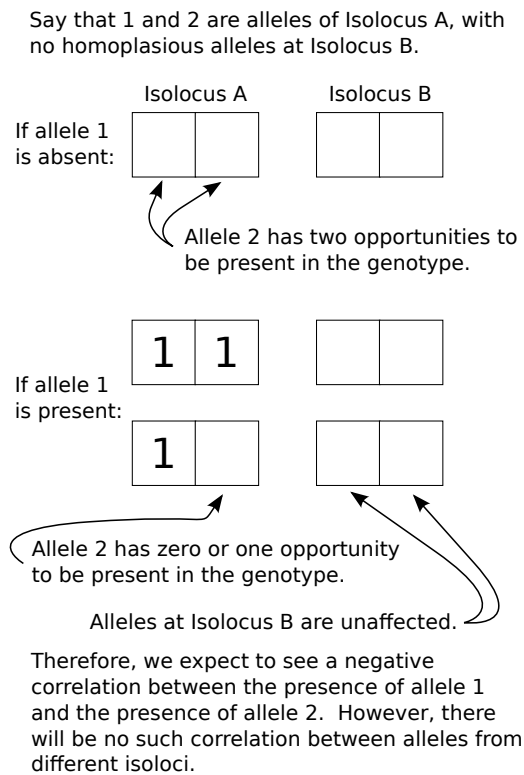 Say that 1 and 2 are alleles of Isolocus A, with
no homoplasious alleles at Isolocus B.
Isolocus A Isolocus B
If allele 1
is absent:
Allele 2 has two opportunities to
be present in the genotype.
1 1
If allele 1
is present:
1
Allele 2 has zero or one opportunity
to be present in the genotype.
Alleles at Isolocus B are unaffected.
Therefore, we expect to see a negative
correlation between the presence of allele 1
and the presence of allele 2.  However, there
will be no such correlation between alleles from
different isoloci.